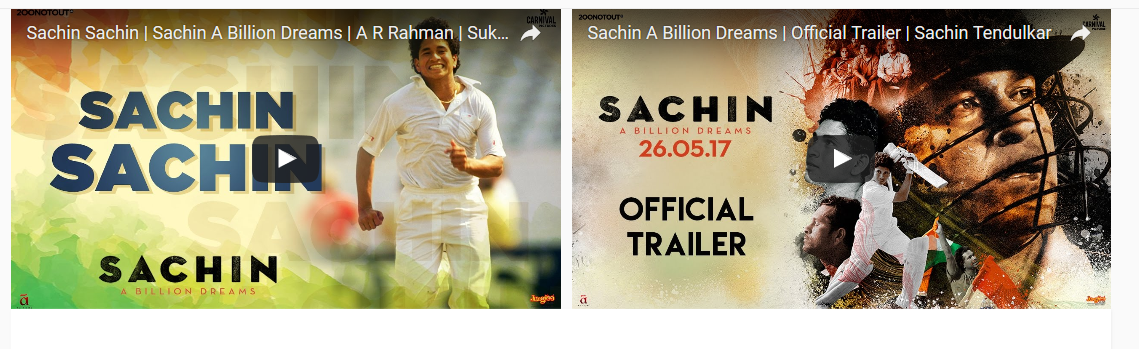 200NOTOUT
CARNIVAL
Sachin Sachin | Sachin A Billion Dreams | A R Rahman | Suk...
SACHIN
SACHIN
SACHIN
A BILLION DREAMS
200NOTOUT
Sachin A Billion Dreams | Official Trailer | Sachin Tendulkar
SACHIN
A BILLION DREAMS
26.05.17
OFFICIAL
TRAILER